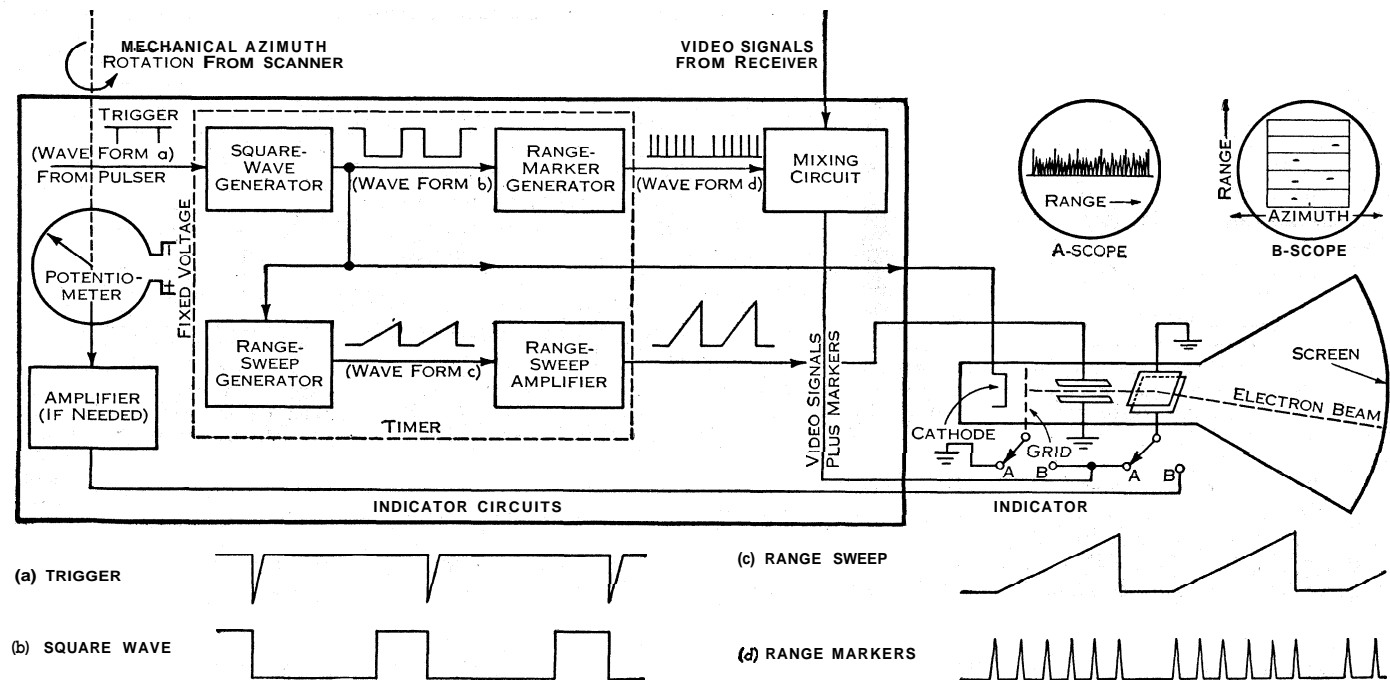 MECHANICAL AZIMUTH
ROTATION FROM SCANNER
VIDEO SIGNALS
FROM RECEIVER
TRIGGER
(WAVE FORM a)
FROM PULSER
SQUARE-
WAVE
GENERATOR
(WAVE FORM b)
RANGE-
MARKER
GENERATOR
(WAVE FORM d)
MIXING
CIRCUIT
RANGE
A-SCOPE
RANGE
AZIMUTH
B-SCOPE
POTENTIO-
METER
FIXED VOLTAGE
RANGE-
SWEEP
GENERATOR
(WAVE FORM c)
RANGE-
SWEEP
AMPLIFIER
TIMER
AMPLIFIER
(IF NEEDED)
VIDEO SIGNALS
PLUS MARKERS
SCREEN
ELECTRON BEAM
CATHODE
GRID
A
B
A
B
INDICATOR CIRCUITS
INDICATOR
(a) TRIGGER
(b) SQUARE WAVE
(c) RANGE SWEEP
(d) RANGE MARKERS